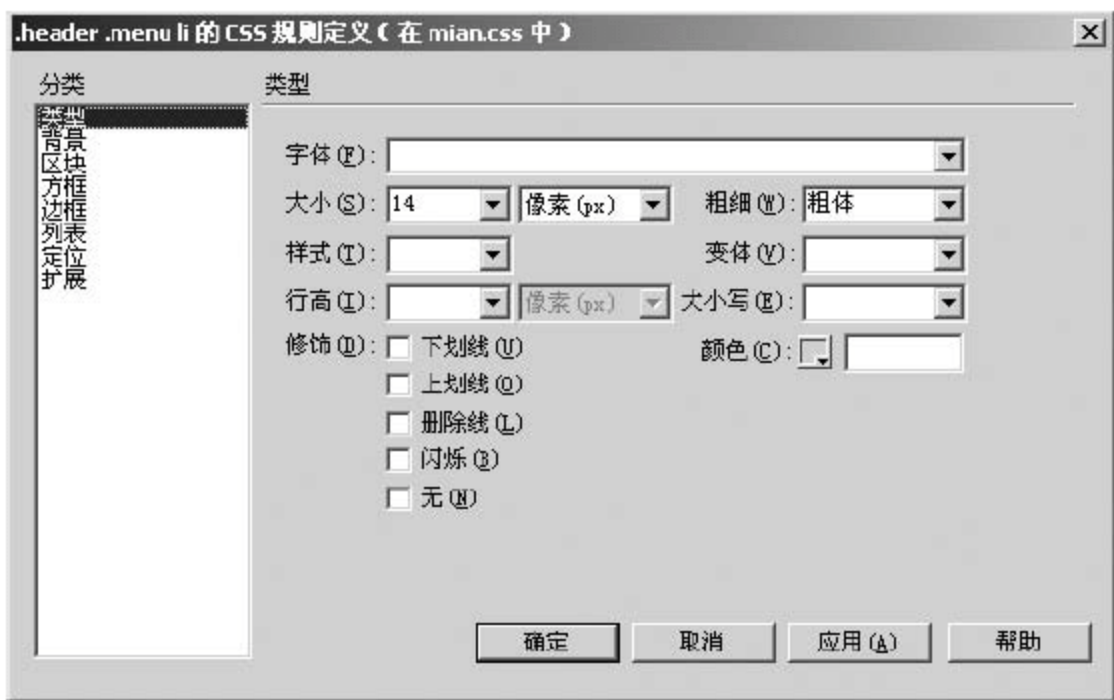 .header .menu li 的 CSS 规则定义（在 mian.css 中）
分类
类型
背景
区块
方框
边框
列表
定位
扩展
类型
字体(F):
大小(S): 14 像素(px) 粗细(W): 粗体
样式(T): 变体(V):
行高(I): 像素(px) 大小写(E):
修饰(D): 下划线(U) 颜色(C):
上划线(O)
删除线(L)
闪烁(B)
无(N)
确定 取消 应用(A) 帮助